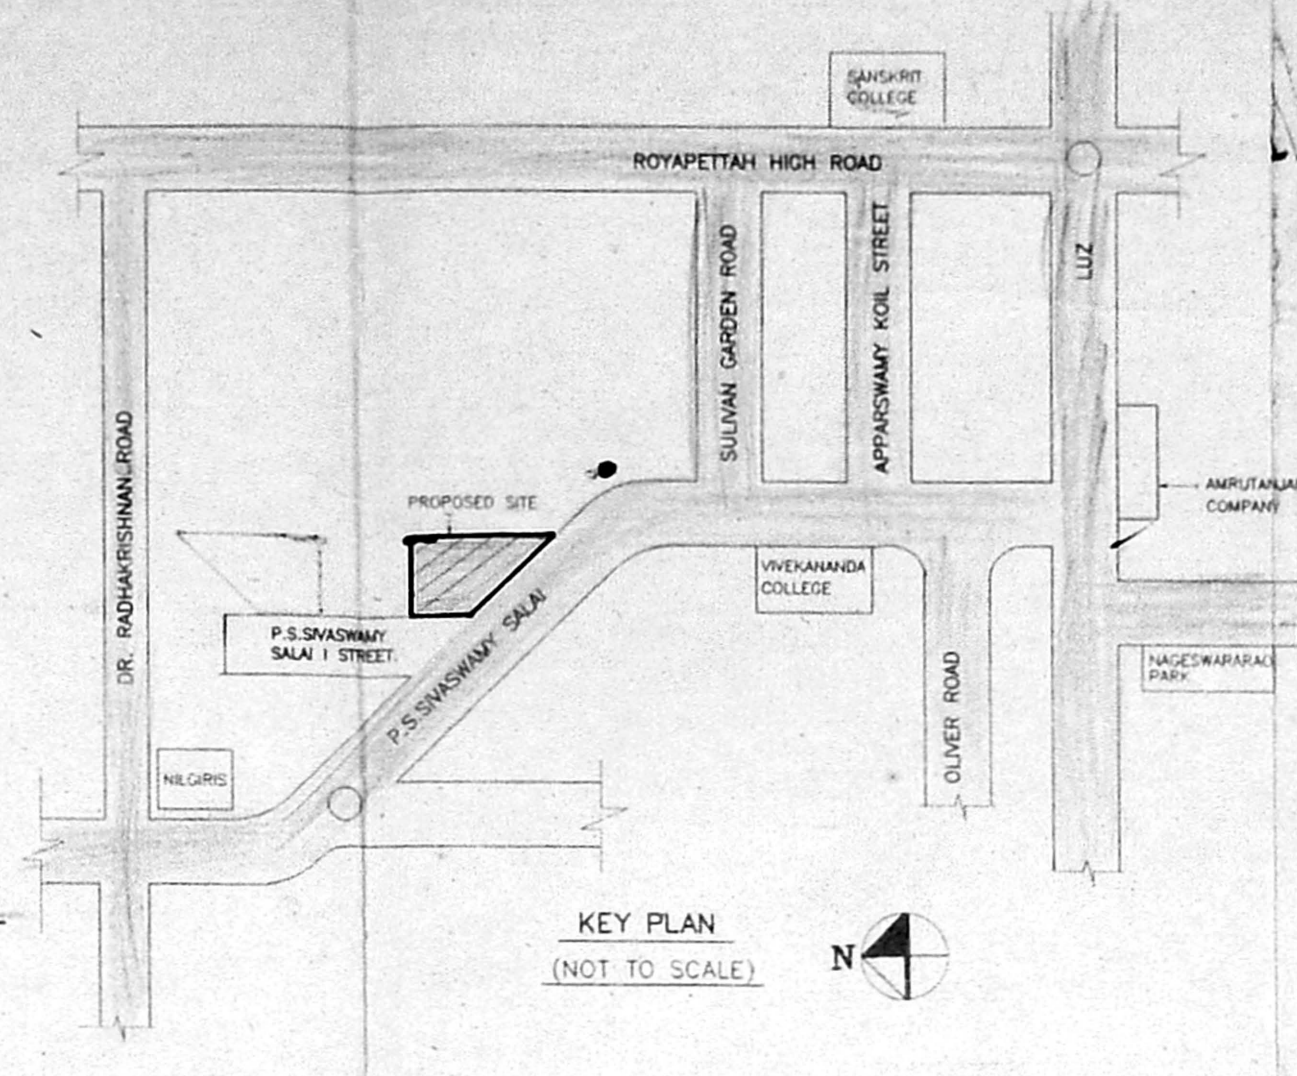 SANSKRIT
COLLEGE
ROYAPETTAH HIGH ROAD
LUZ
SULIVAN GARDEN ROAD
APPARSWAMY KOIL STREET
DR. RADHAKRISHNAN ROAD
PROPOSED SITE
AMRUTANJA
COMPANY
VIVEKANANDA
COLLEGE
P.S.SIVASWAMY
SALAI I STREET.
P.S.SIVASWAMY SALAI
OLIVER ROAD
NAGESWARARAO
PARK
NILGIRIS
KEY PLAN
(NOT TO SCALE)
N